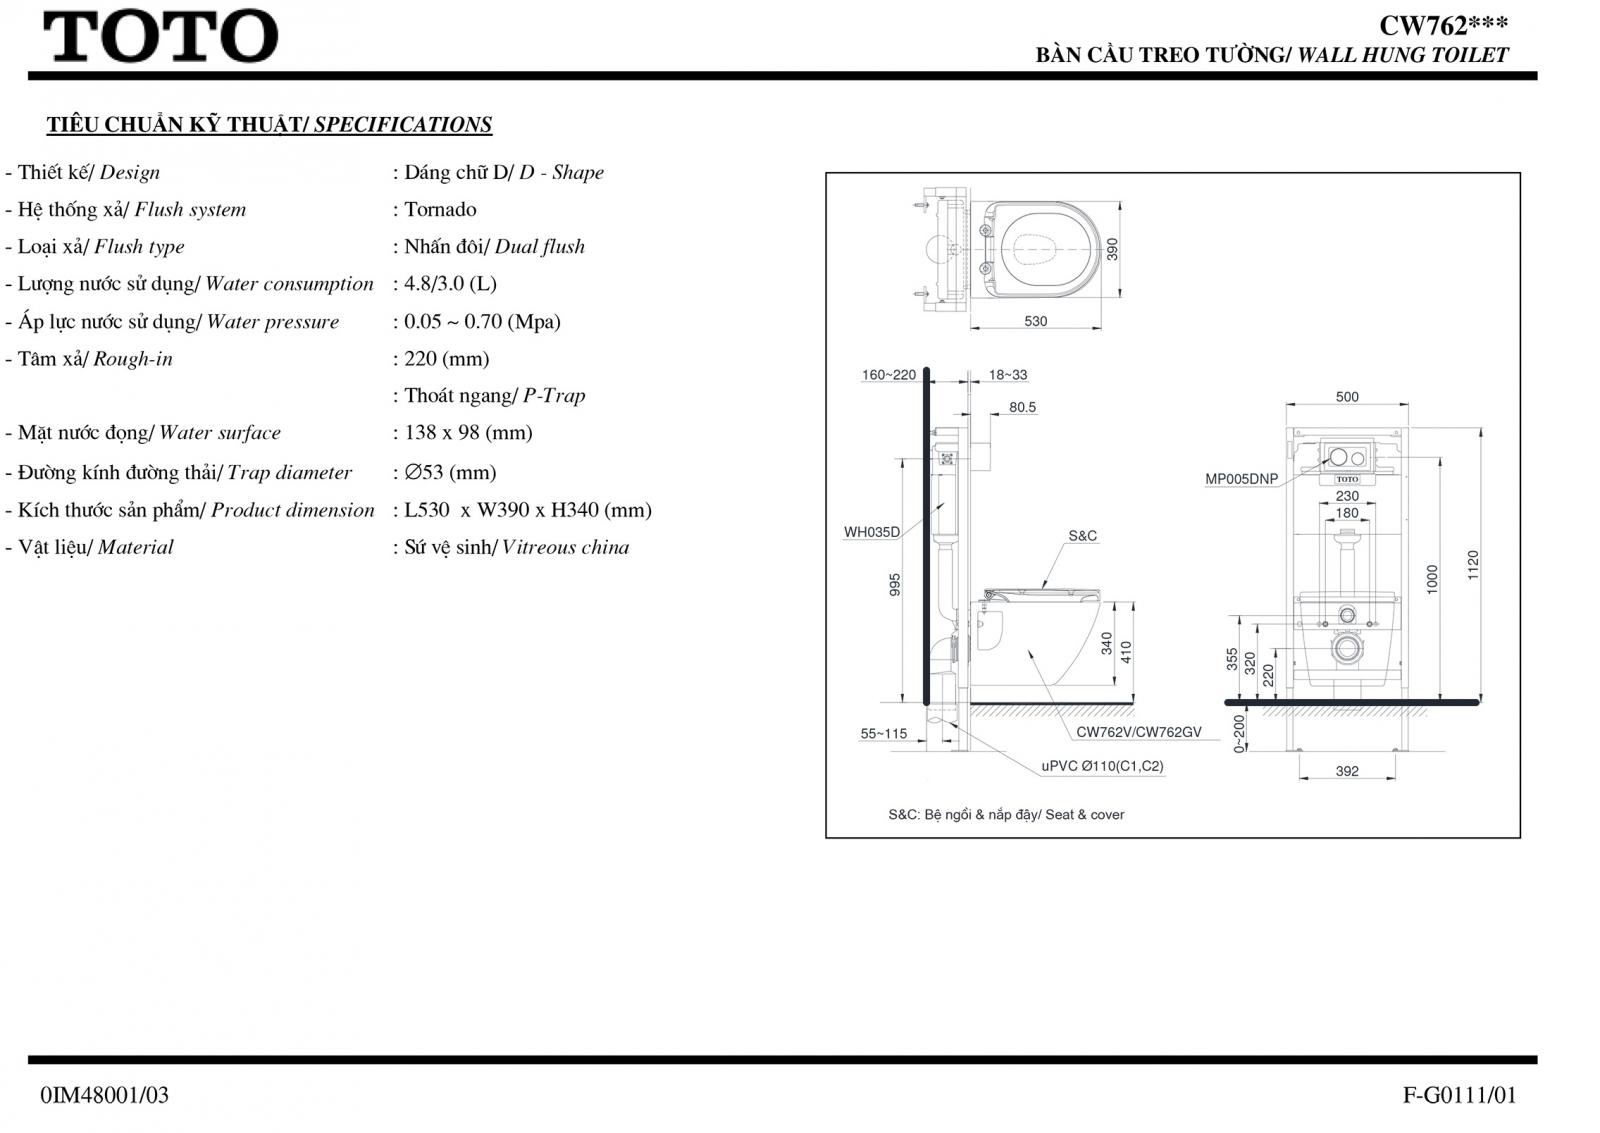 TOTO
CW762***
BÀN CẦU TREO TƯỜNG/ WALL HUNG TOILET
TIÊU CHUẨN KỸ THUẬT/ SPECIFICATIONS
- Thiết kế/ Design : Dáng chữ D/ D - Shape
- Hệ thống xả/ Flush system : Tornado
- Loại xả/ Flush type : Nhấn đôi/ Dual flush
- Lượng nước sử dụng/ Water consumption : 4.8/3.0 (L)
- Áp lực nước sử dụng/ Water pressure : 0.05 ~ 0.70 (Mpa)
- Tâm xả/ Rough-in : 220 (mm)
: Thoát ngang/ P-Trap
- Mặt nước đọng/ Water surface : 138 x 98 (mm)
- Đường kính đường thải/ Trap diameter : Ø53 (mm)
- Kích thước sản phẩm/ Product dimension : L530 x W390 x H340 (mm)
- Vật liệu/ Material : Sứ vệ sinh/ Vitreous china
390
530
160~220
18~33
80.5
WH035D
995
S&C
340
410
55~115
CW762V/CW762GV
uPVC Ø110(C1,C2)
500
MP005DNP
TOTO
230
180
1000
1120
355
320
220
0~200
392
S&C: Bệ ngồi & nắp đậy/ Seat & cover
0IM48001/03
F-G0111/01